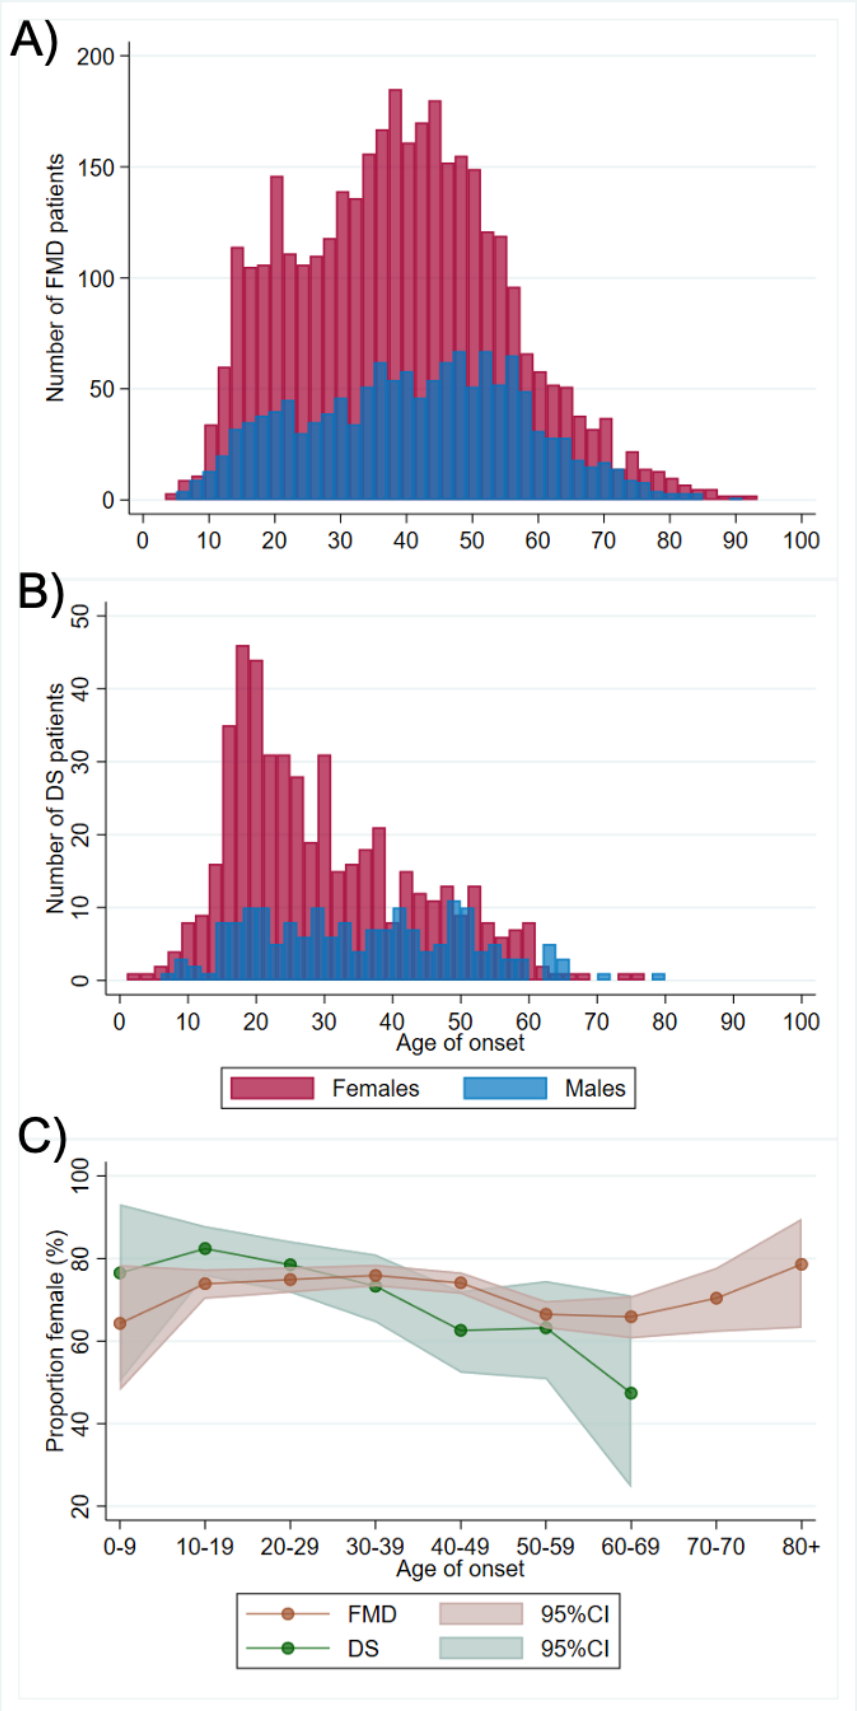 A)
Number of FMD patients
200
150
100
50
0
0 10 20 30 40 50 60 70 80 90 100
B)
Number of DS patients
50
40
30
20
10
0
0 10 20 30 40 50 60 70 80 90 100
Age of onset
Females Males
C)
Proportion female (%)
100
80
60
40
20
0-9 10-19 20-29 30-39 40-49 50-59 60-69 70-70 80+
Age of onset
FMD 95%CI
DS 95%CI